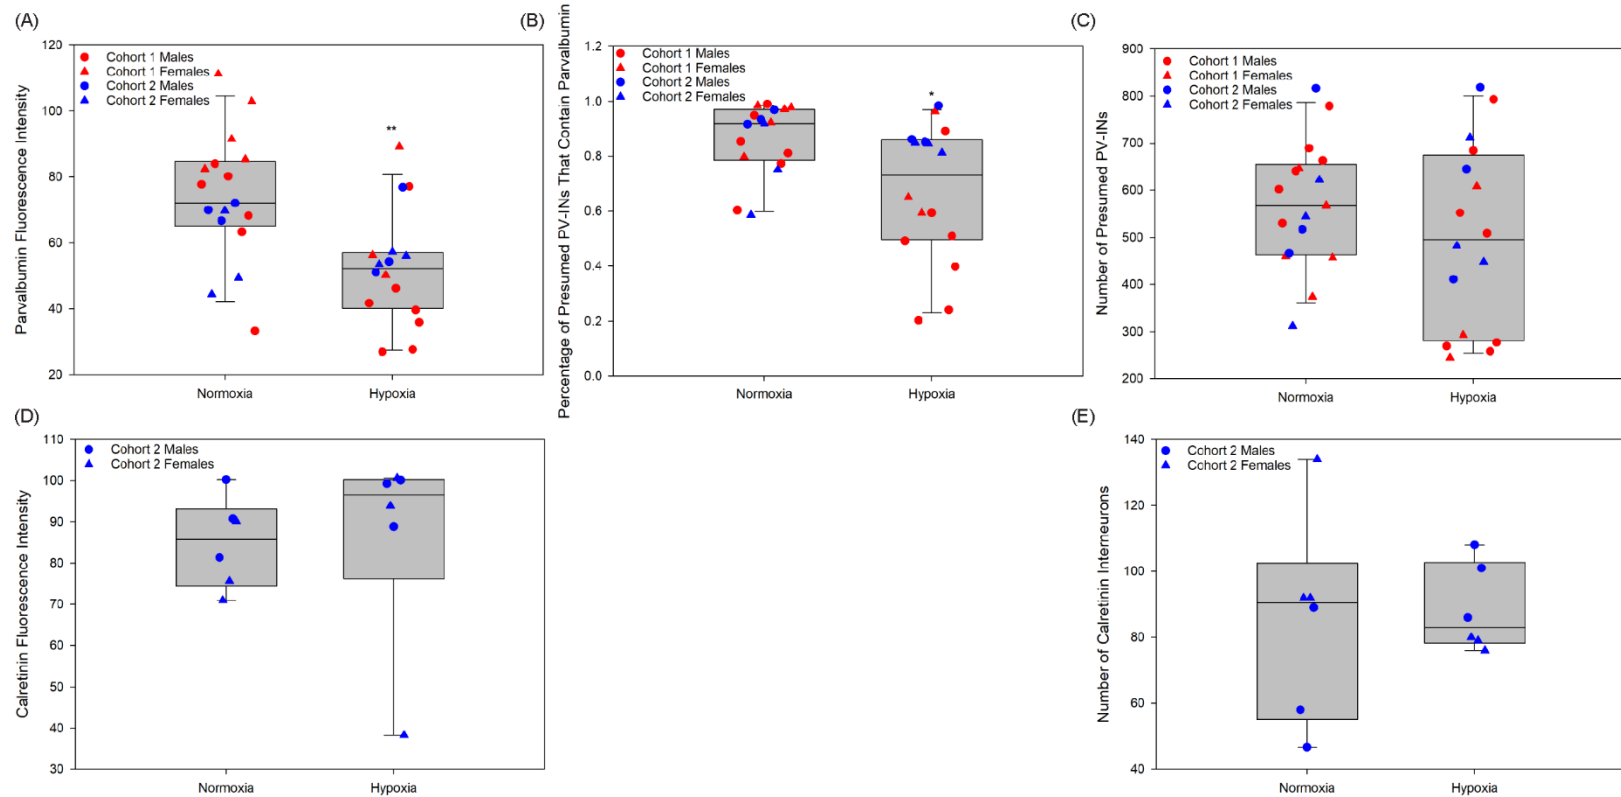 (A)
Parvalbumin Fluorescence Intensity
120
100
80
60
40
20
Cohort 1 Males
Cohort 1 Females
Cohort 2 Males
Cohort 2 Females
**
Normoxia
Hypoxia
(B)
Percentage of Presumed PV-INs That Contain Parvalbumin
1.2
1.0
0.8
0.6
0.4
0.2
0.0
Cohort 1 Males
Cohort 1 Females
Cohort 2 Males
Cohort 2 Females
*
Normoxia
Hypoxia
(C)
Number of Presumed PV-INs
900
800
700
600
500
400
300
200
Cohort 1 Males
Cohort 1 Females
Cohort 2 Males
Cohort 2 Females
Normoxia
Hypoxia
(D)
Calretinin Fluorescence Intensity
110
100
90
80
70
60
50
40
30
Cohort 2 Males
Cohort 2 Females
Normoxia
Hypoxia
(E)
Number of Calretinin Interneurons
140
120
100
80
60
40
Cohort 2 Males
Cohort 2 Females
Normoxia
Hypoxia